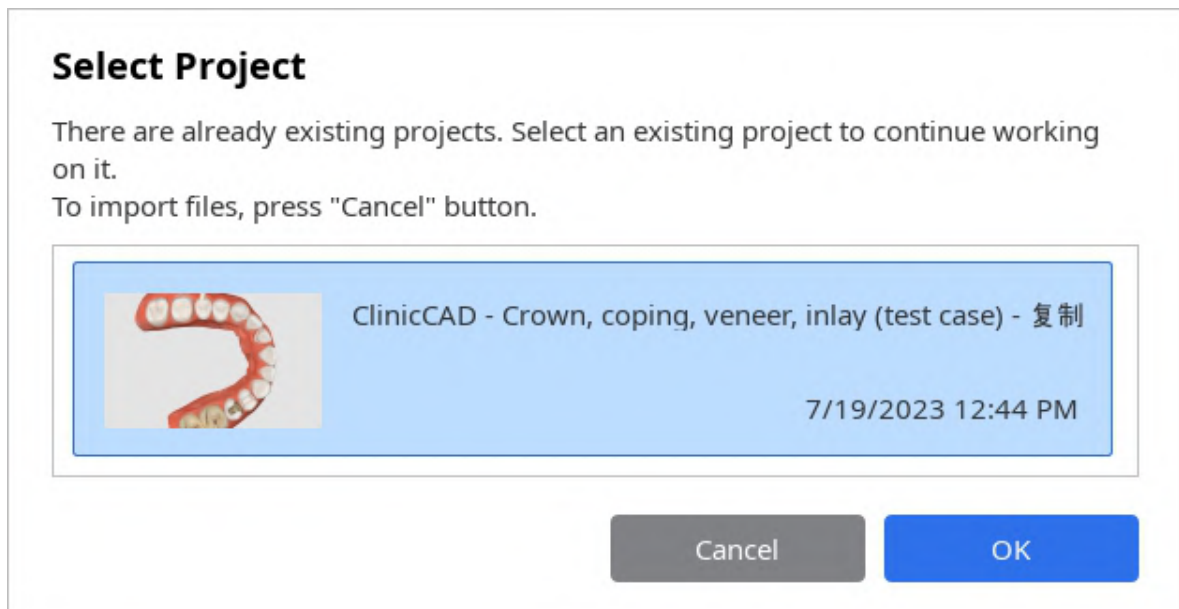 Select Project
There are already existing projects. Select an existing project to continue working
on it.
To import files, press "Cancel" button.
ClinicCAD - Crown, coping, veneer, inlay (test case) - 复制
7/19/2023 12:44 PM
Cancel
OK